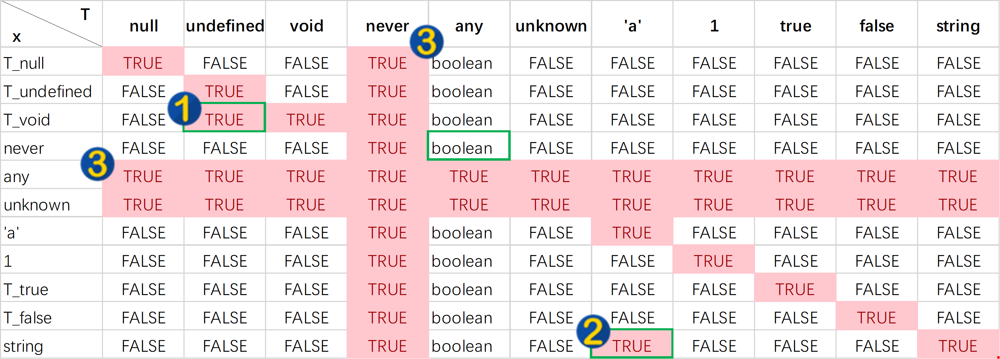 T
x
null undefined void never any unknown 'a' 1 true false string
3
T_null TRUE FALSE FALSE TRUE boolean FALSE FALSE FALSE FALSE FALSE FALSE
T_undefined FALSE TRUE FALSE TRUE boolean FALSE FALSE FALSE FALSE FALSE FALSE
1
T_void FALSE TRUE TRUE TRUE boolean FALSE FALSE FALSE FALSE FALSE FALSE
never FALSE FALSE FALSE TRUE boolean FALSE FALSE FALSE FALSE FALSE FALSE
3
any TRUE TRUE TRUE TRUE TRUE TRUE TRUE TRUE TRUE TRUE TRUE
unknown TRUE TRUE TRUE TRUE TRUE TRUE TRUE TRUE TRUE TRUE TRUE
'a' FALSE FALSE FALSE TRUE boolean FALSE TRUE FALSE FALSE FALSE FALSE
1 FALSE FALSE FALSE TRUE boolean FALSE FALSE TRUE FALSE FALSE FALSE
T_true FALSE FALSE FALSE TRUE boolean FALSE FALSE FALSE TRUE FALSE FALSE
T_false FALSE FALSE FALSE TRUE boolean FALSE FALSE FALSE FALSE TRUE FALSE
2
string FALSE FALSE FALSE TRUE boolean FALSE TRUE FALSE FALSE FALSE TRUE